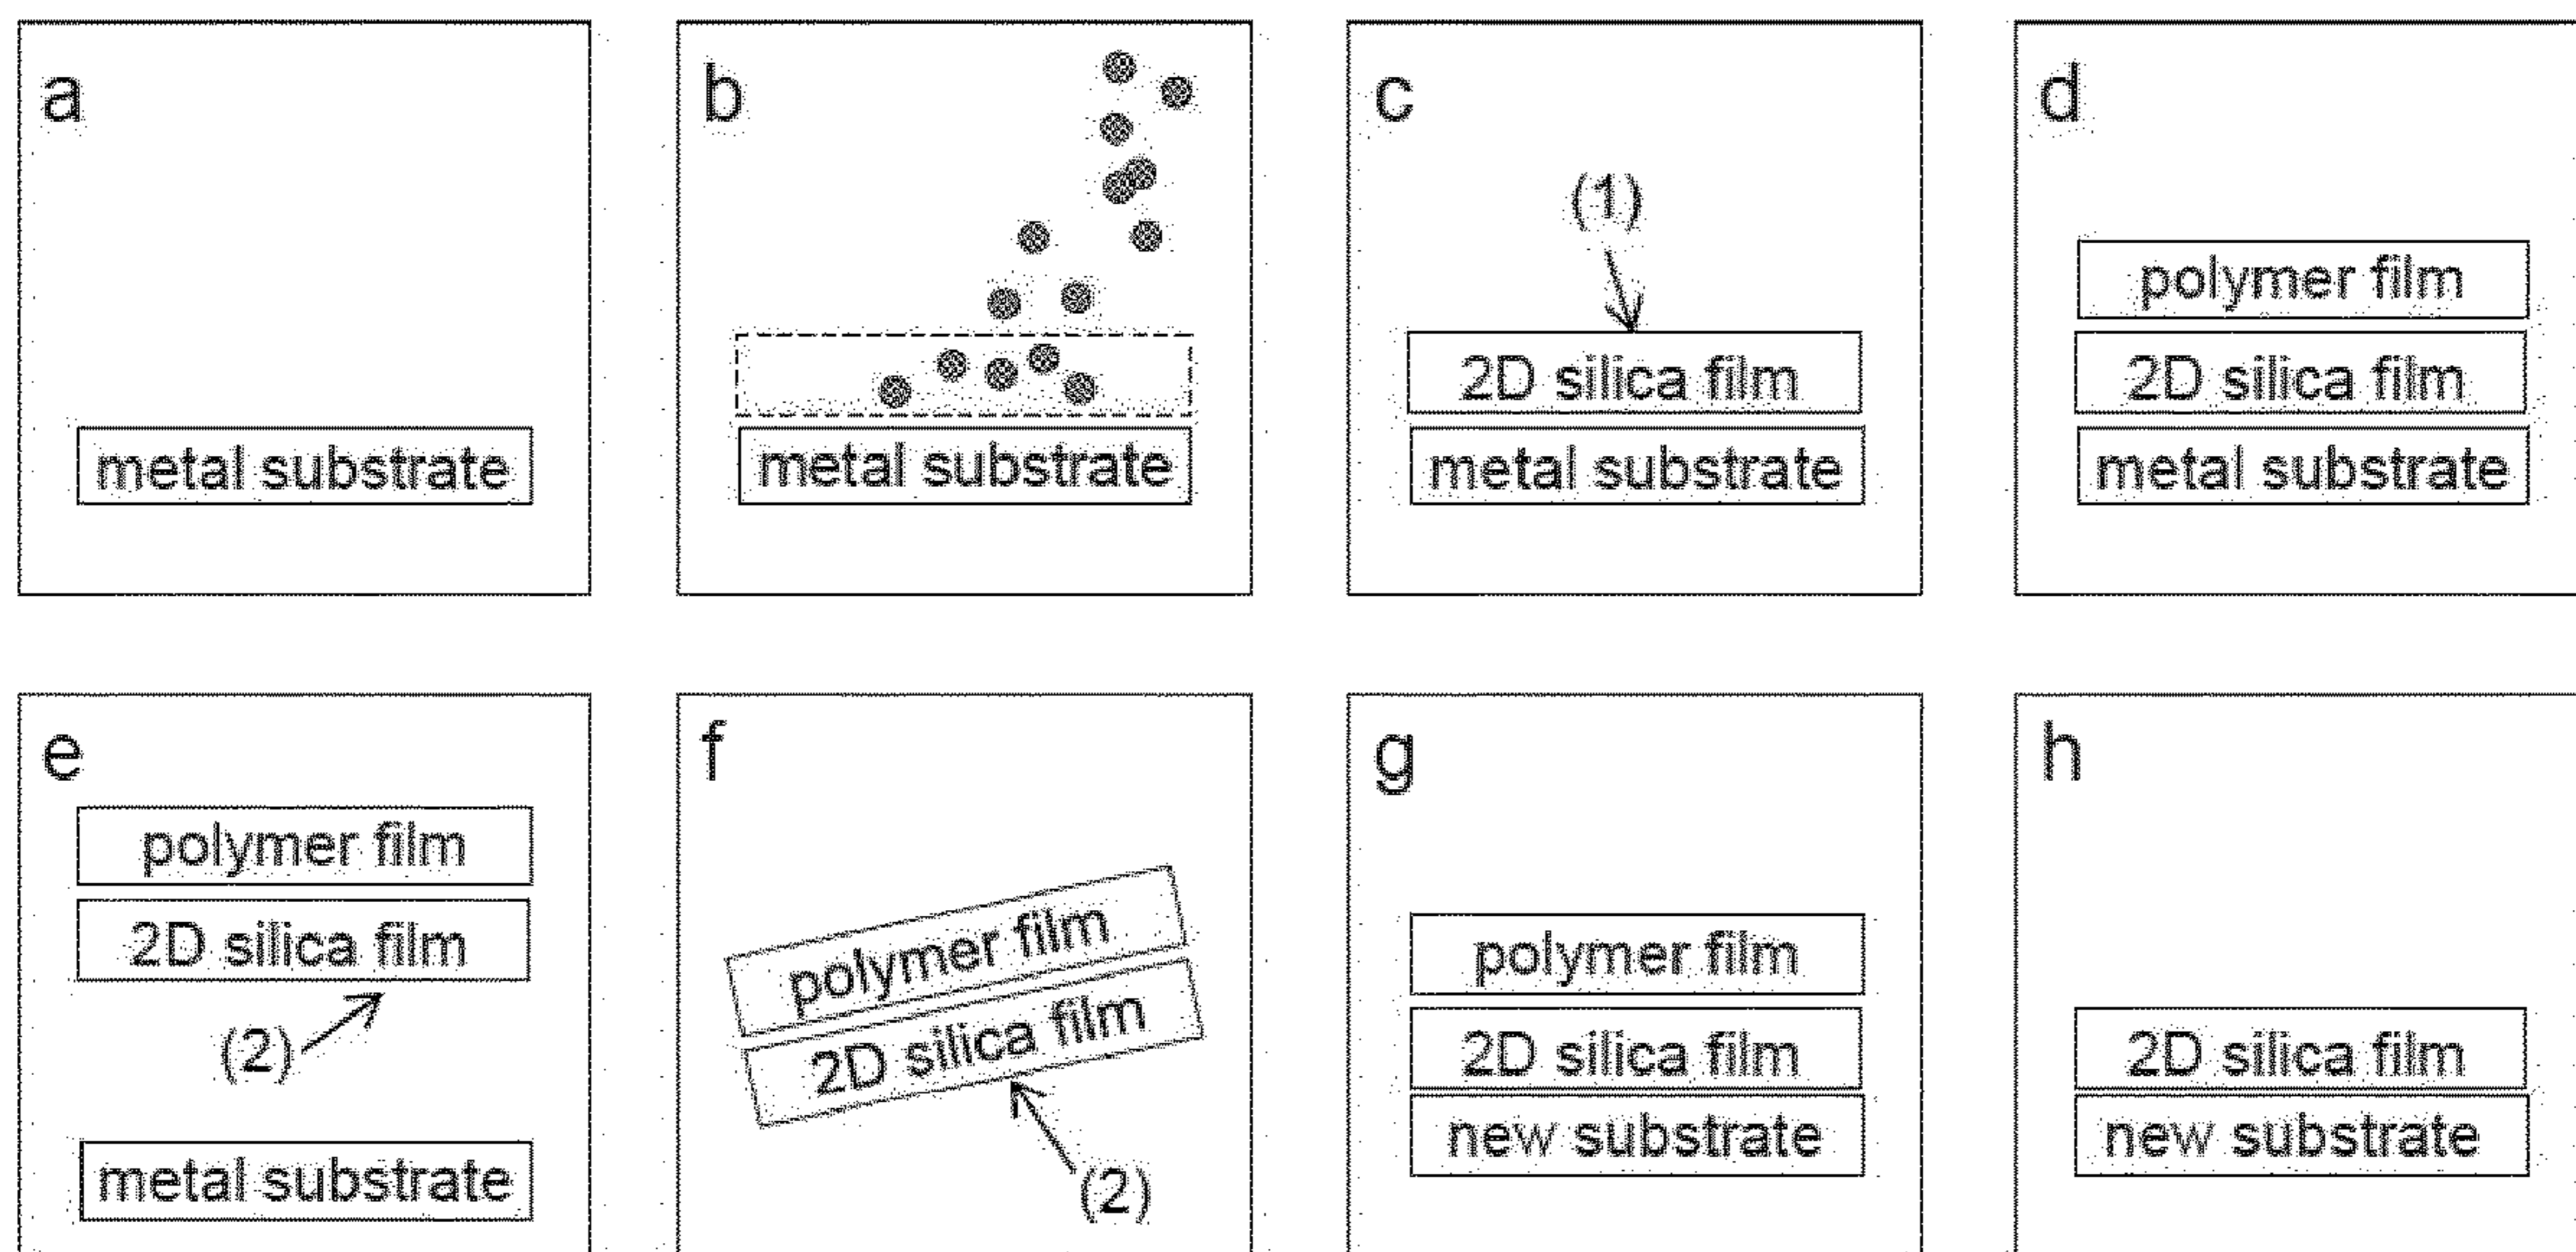 a
metal substrate
b
metal substrate
c
(1)
2D silica film
metal substrate
d
polymer film
2D silica film
metal substrate
e
polymer film
2D silica film
(2)
metal substrate
f
polymer film
2D silica film
(2)
g
polymer film
2D silica film
new substrate
h
2D silica film
new substrate